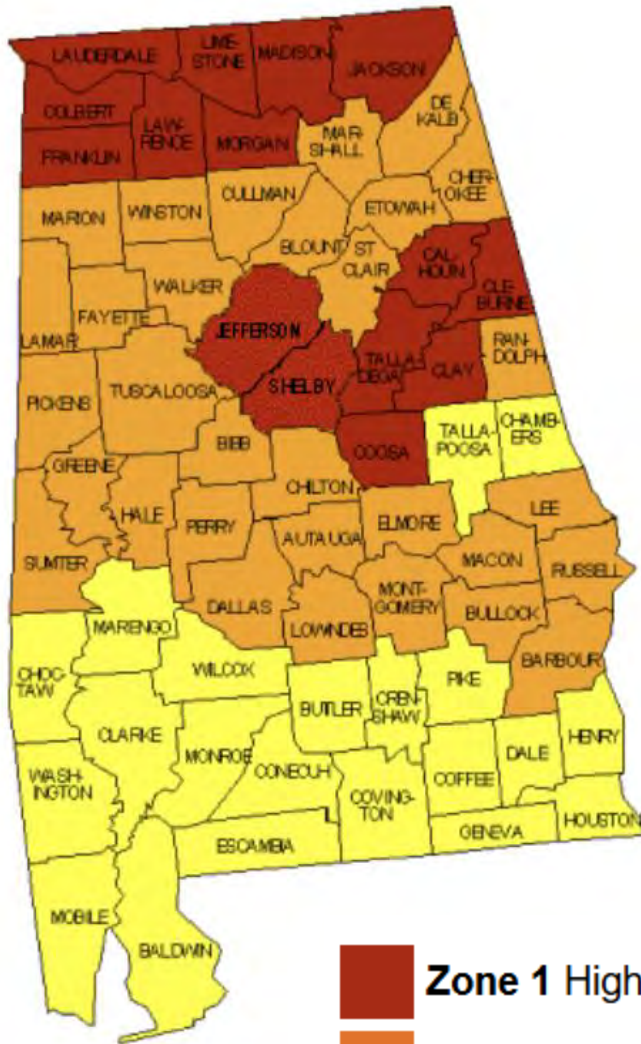 LAUDERDALE
LIME-
STONE
MADISON
JACKSON
COLBERT
LAW-
RENCE
FRANKLIN
MORGAN
MAR-
SHALL
DE
KALB
CHER-
OKEE
MARION
WINSTON
CULLMAN
ETOWAH
BLOUNT
ST
CLAIR
CAL-
HOUN
CLE-
BURNE
WALKER
FAYETTE
LAMAR
JEFFERSON
SHELBY
TALLA-
DEGA
CLAY
RAN-
DOLPH
PICKENS
TUSCALOOSA
BIBB
COOSA
TALLA-
POOSA
CHAMB-
ERS
GREENE
HALE
PERRY
CHILTON
AUTAUGA
ELMORE
LEE
SUMTER
MACON
RUSSELL
MARENGO
DALLAS
LOWNDES
MONT-
GOMERY
BULLOCK
BARBOUR
CHOC-
TAW
WILCOX
BUTLER
CREN-
SHAW
PIKE
HENRY
CLARKE
MONROE
CONECUH
COFFEE
DALE
WASH-
INGTON
COVING-
TON
GENEVA
HOUSTON
ESCAMBIA
MOBILE
BALDWIN
Zone 1 High